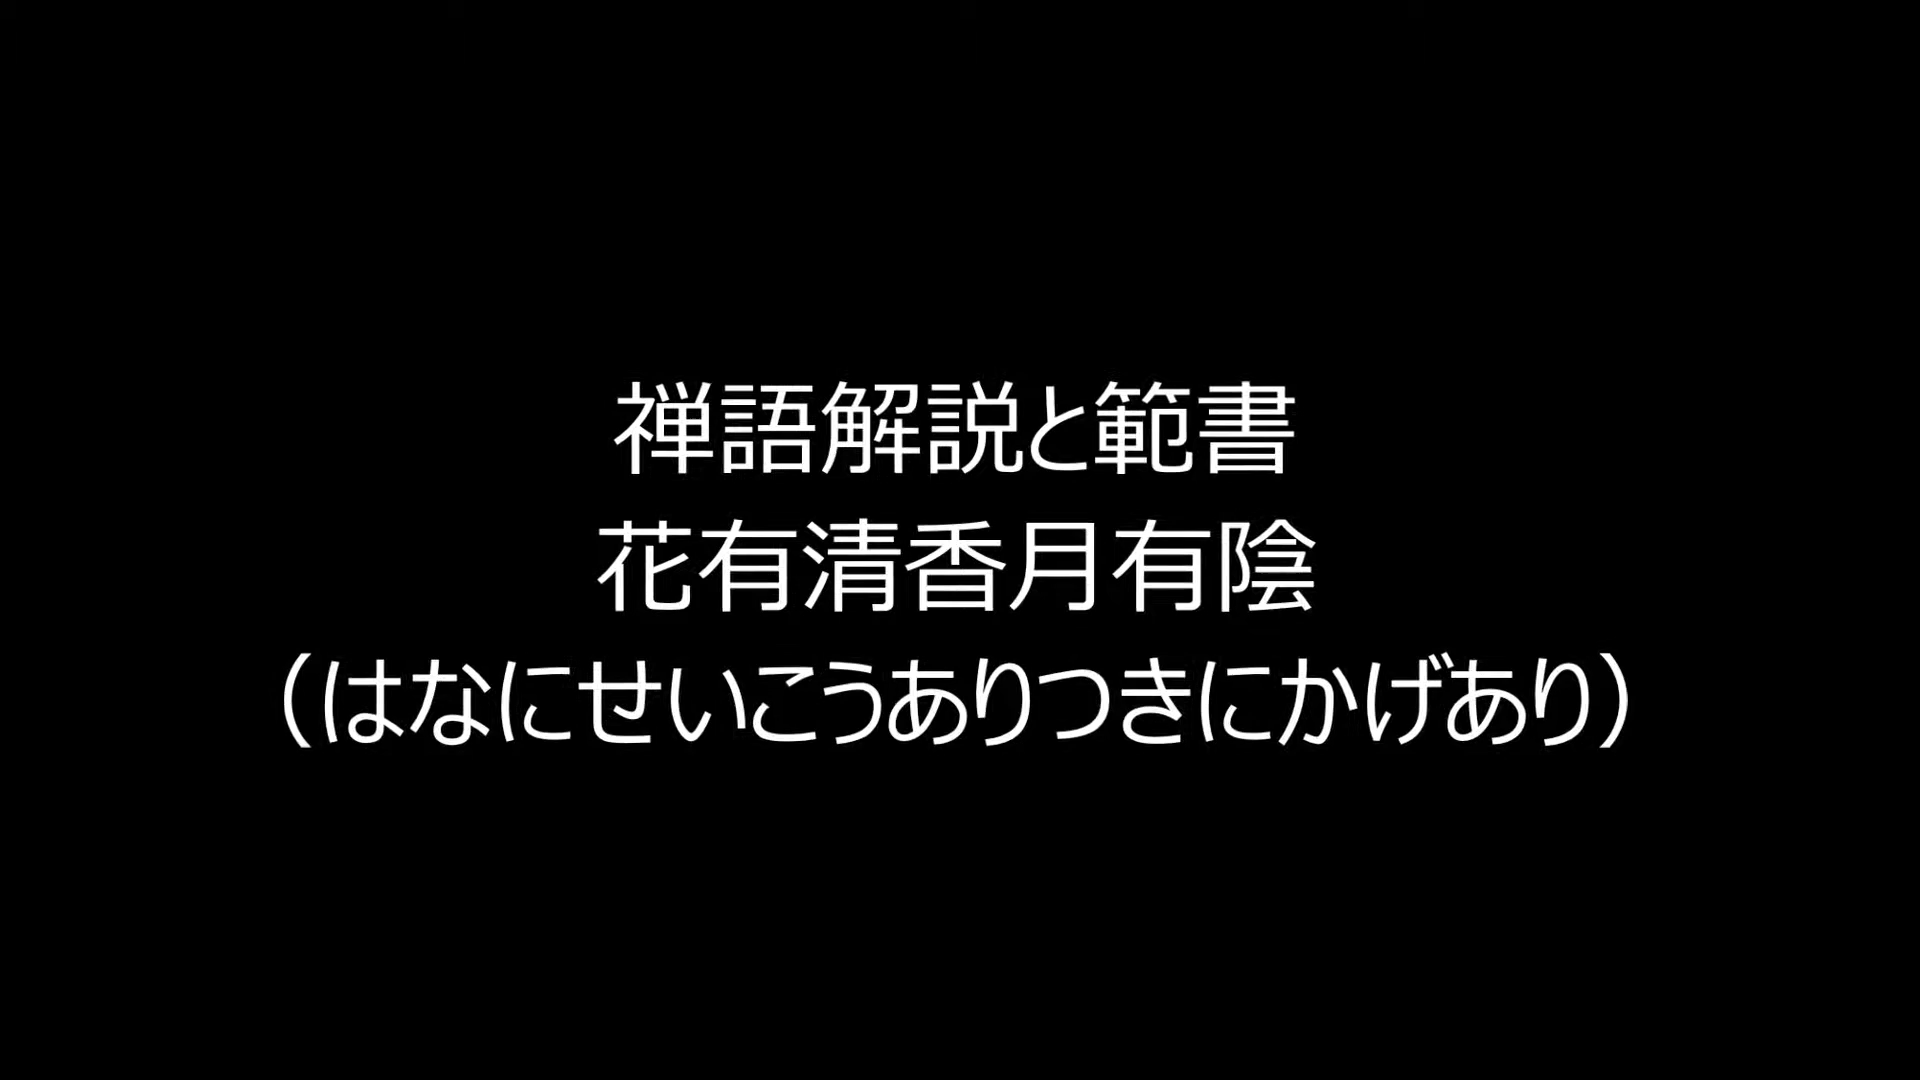 禅語解説と範書
花有清香月有陰
（はなにせいこうありつきにかげあり）